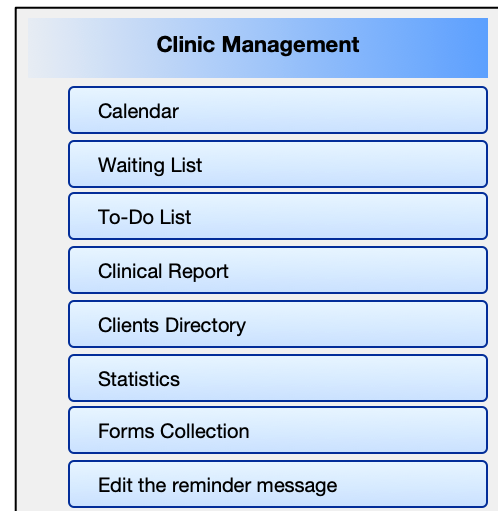 Clinic Management
Calendar
Waiting List
To-Do List
Clinical Report
Clients Directory
Statistics
Forms Collection
Edit the reminder message